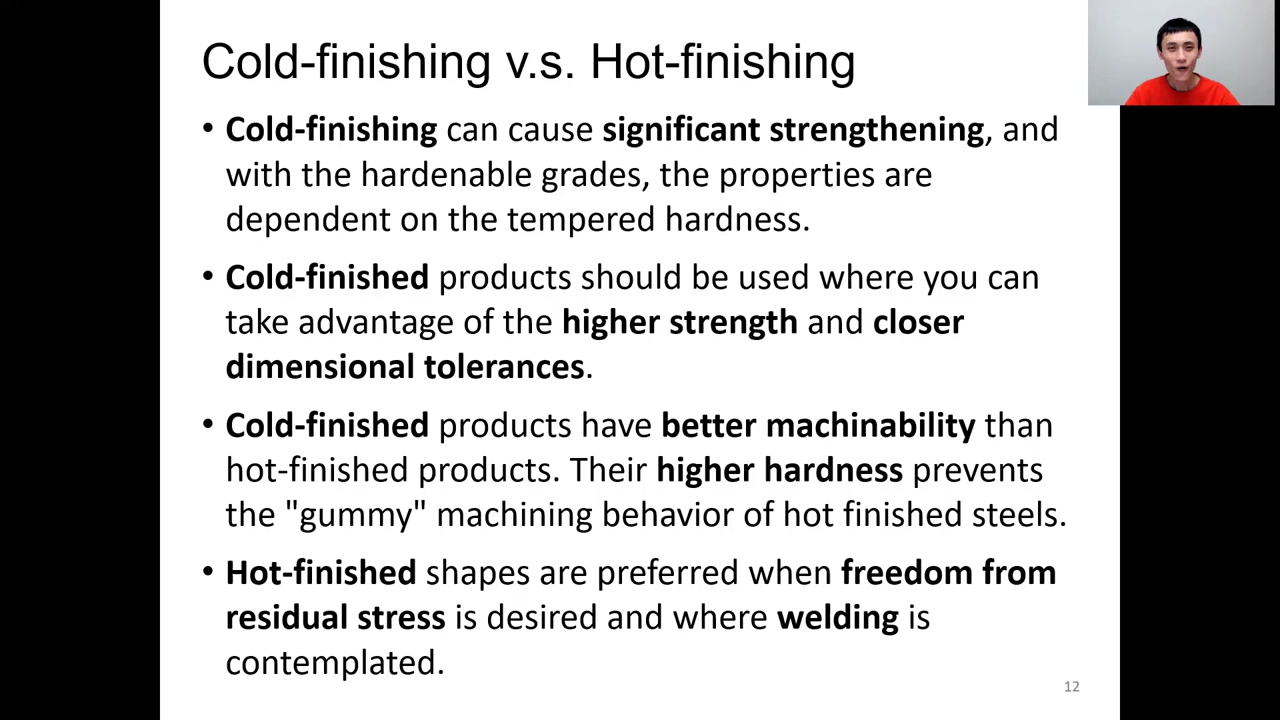 Cold-finishing v.s. Hot-finishing
• Cold-finishing can cause significant strengthening, and
with the hardenable grades, the properties are
dependent on the tempered hardness.
• Cold-finished products should be used where you can
take advantage of the higher strength and closer
dimensional tolerances.
• Cold-finished products have better machinability than
hot-finished products. Their higher hardness prevents
the "gummy" machining behavior of hot finished steels.
• Hot-finished shapes are preferred when freedom from
residual stress is desired and where welding is
contemplated.
12